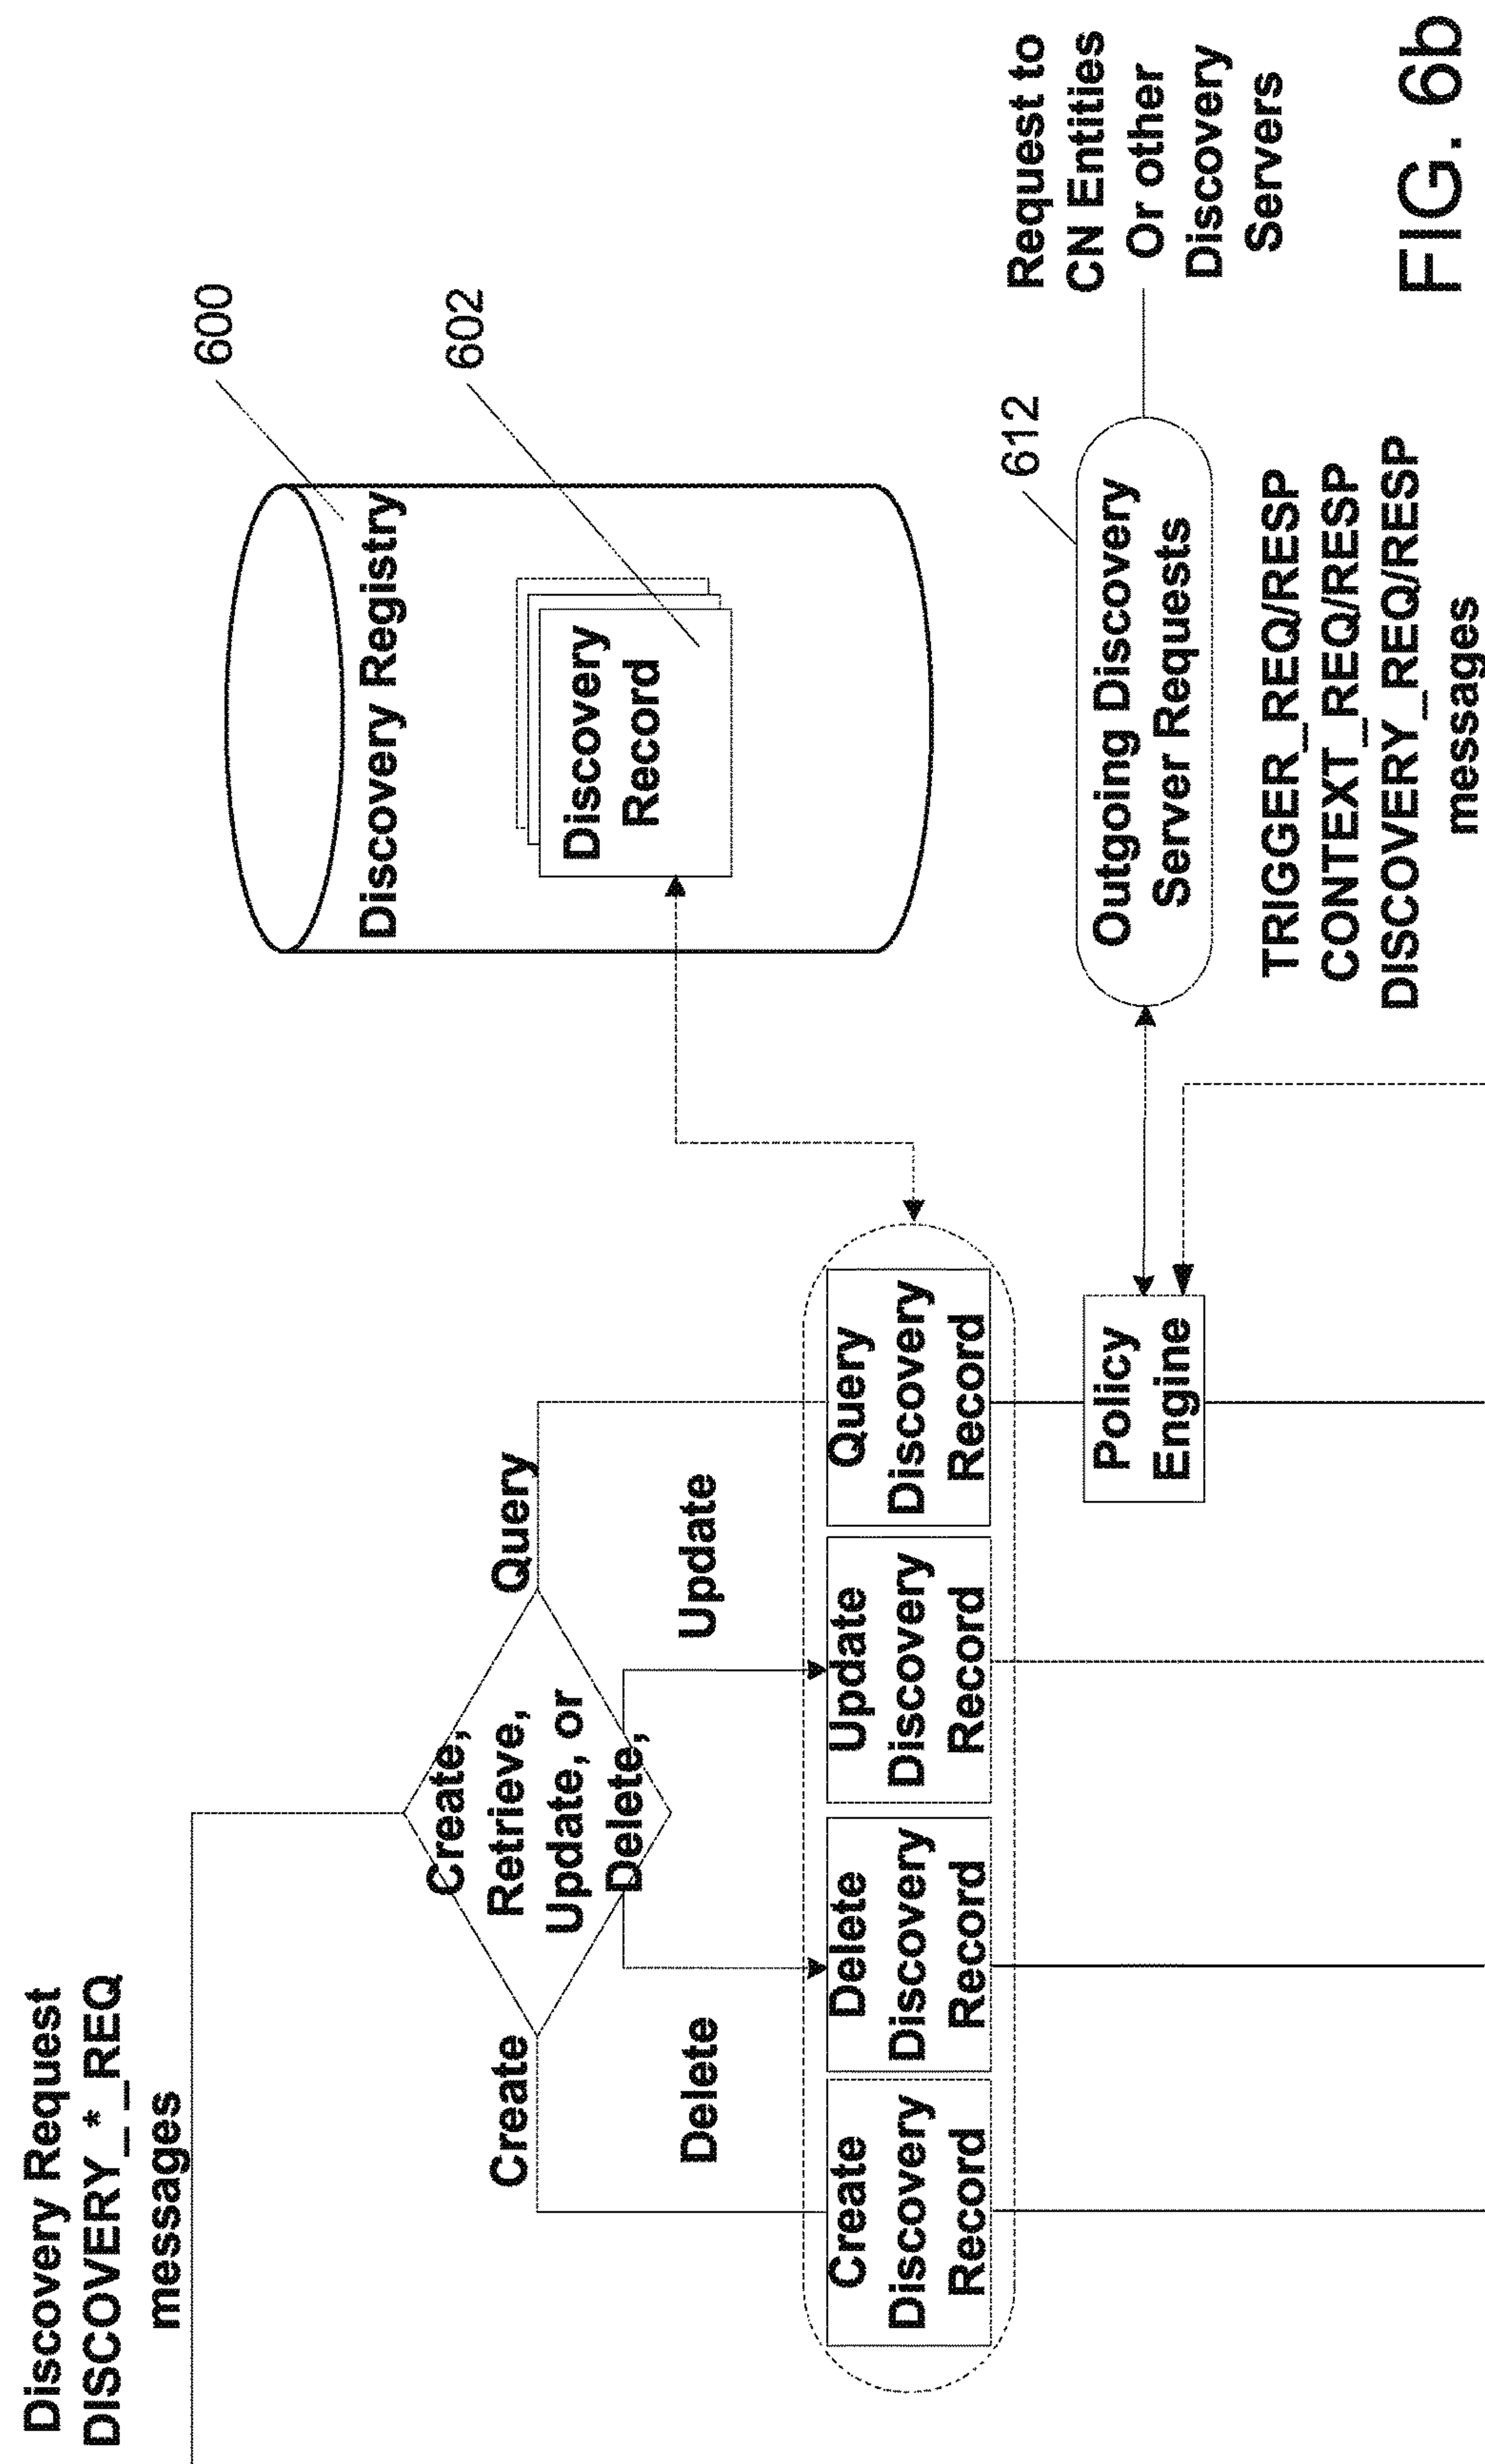 Discovery Request
DISCOVERY_*_REQ
messages
600
Discovery Registry
602
Discovery
Record
Create
Query
Create,
Retrieve,
Update, or
Delete,
Delete
Update
Create
Discovery
Record
Delete
Discovery
Record
Update
Discovery
Record
Query
Discovery
Record
612
Outgoing Discovery
Server Requests
Request to
CN Entities
Or other
Discovery
Servers
Policy
Engine
TRIGGER_REQ/RESP
CONTEXT_REQ/RESP
DISCOVERY_REQ/RESP
messages
FIG. 6b